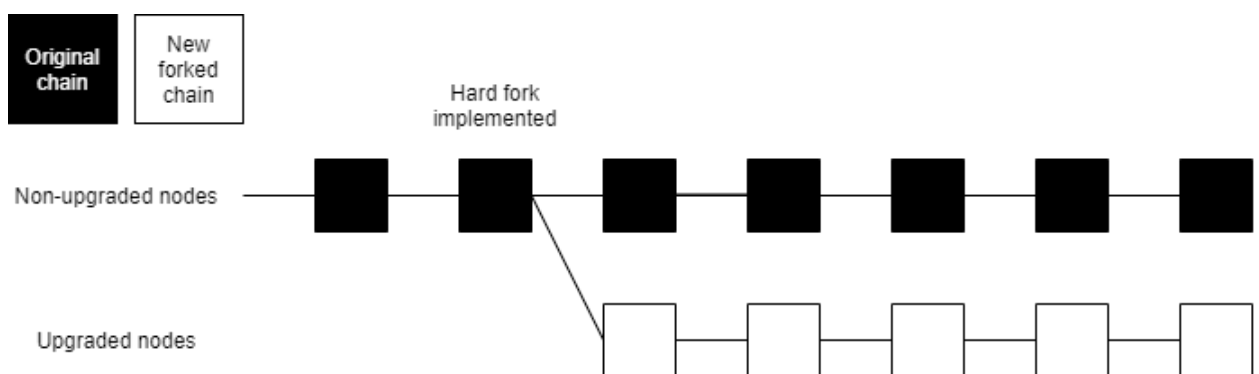 Original
chain
New
forked
chain
Hard fork
implemented
Non-upgraded nodes
Upgraded nodes